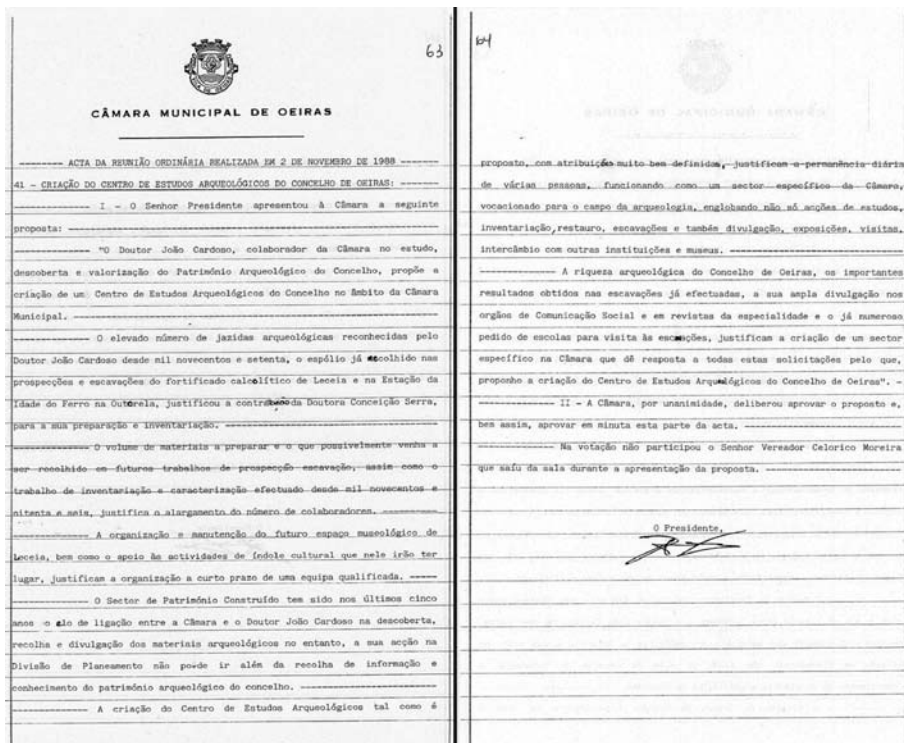 63
CÂMARA MUNICIPAL DE OEIRAS
-------- ACTA DA REUNIÃO ORDINÁRIA REALIZADA EM 2 DE NOVEMBRO DE 1988 -------
41 - CRIAÇÃO DO CENTRO DE ESTUDOS ARQUEOLÓGICOS DO CONCELHO DE OEIRAS: -------
------------- I - O Senhor Presidente apresentou à Câmara a seguinte
proposta: -------------
------------- "O Doutor João Cardoso, colaborador da Câmara no estudo,
descoberta e valorização do Património Arqueológico do Concelho, propõe a
criação de um Centro de Estudos Arqueológicos do Concelho no âmbito da Câmara
Municipal. -------------
------------- O elevado número de jazidas arqueológicas reconhecidas pelo
Doutor João Cardoso desde mil novecentos e setenta, o espólio já recolhido nas
prospecções e escavações do fortificado calcolítico de Leceia e na Estação da
Idade do Ferro na Outorela, justificou a da Doutora Conceição Serra,
para a sua preparação e inventariação. -------------
------------- O volume de materiais a preparar e o que possivelmente venha a
ser recolhido em futuros trabalhos de prospecção escavação, assim como o
trabalho de inventariação e caracterização efectuado desde mil novecentos e
oitenta e seis, justifica o alargamento do número de colaboradores. -------------
------------- A organização e manutenção do futuro espaço museológico de
Leceia, bem como o apoio às actividades de índole cultural que nele irão ter
lugar, justificam a organização a curto prazo de uma equipa qualificada. -----
------------- O Sector de Património Construído tem sido nos últimos cinco
anos o elo de ligação entre a Câmara e o Doutor João Cardoso na descoberta,
recolha e divulgação dos materiais arqueológicos no entanto, a sua acção na
Divisão de Planeamento não pode ir além da recolha de informação e
conhecimento do património arqueológico do concelho. -------------
------------- A criação do Centro de Estudos Arqueológicos tal como é
64
proposto, com atribuição muito bem definidas, justificam a permanência diária
de várias pessoas, funcionando como um sector específico da Câmara,
vocacionado para o campo da arqueologia, englobando não só acções de estudos,
inventariação, restauro, escavações e também divulgação, exposições, visitas,
intercâmbio com outras instituições e museus. -------------
------------- A riqueza arqueológica do Concelho de Oeiras, os importantes
resultados obtidos nas escavações já efectuadas, a sua ampla divulgação nos
orgãos de Comunicação Social e em revistas da especialidade e o já numeroso
pedido de escolas para visita às escavações, justificam a criação de um sector
específico na Câmara que dê resposta a todas estas solicitações pelo que,
proponho a criação do Centro de Estudos Arqueológicos do Concelho de Oeiras". -
------------- II - A Câmara, por unanimidade, deliberou aprovar o proposto e,
bem assim, aprovar em minuta esta parte da acta. -------------
------------- Na votação não participou o Senhor Vereador Celorico Moreira
que saíu da sala durante a apresentação da proposta. -------------
O Presidente,